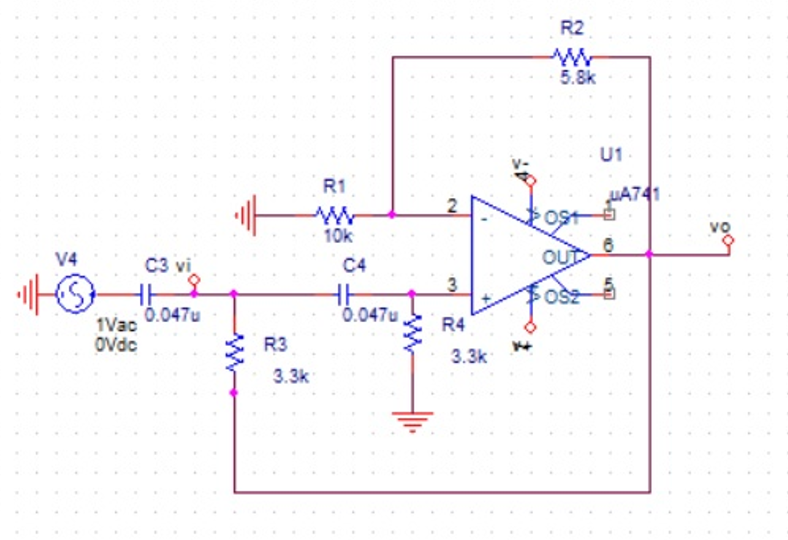 R2
5.8k
U1
V-
4
R1
2
-
OS1
1
uA741
10k
vo
6
OUT
V4
C3
vi
C4
3
+
OS2
5
0.047u
0.047u
1Vac
0Vdc
R3
R4
3.3k
3.3k